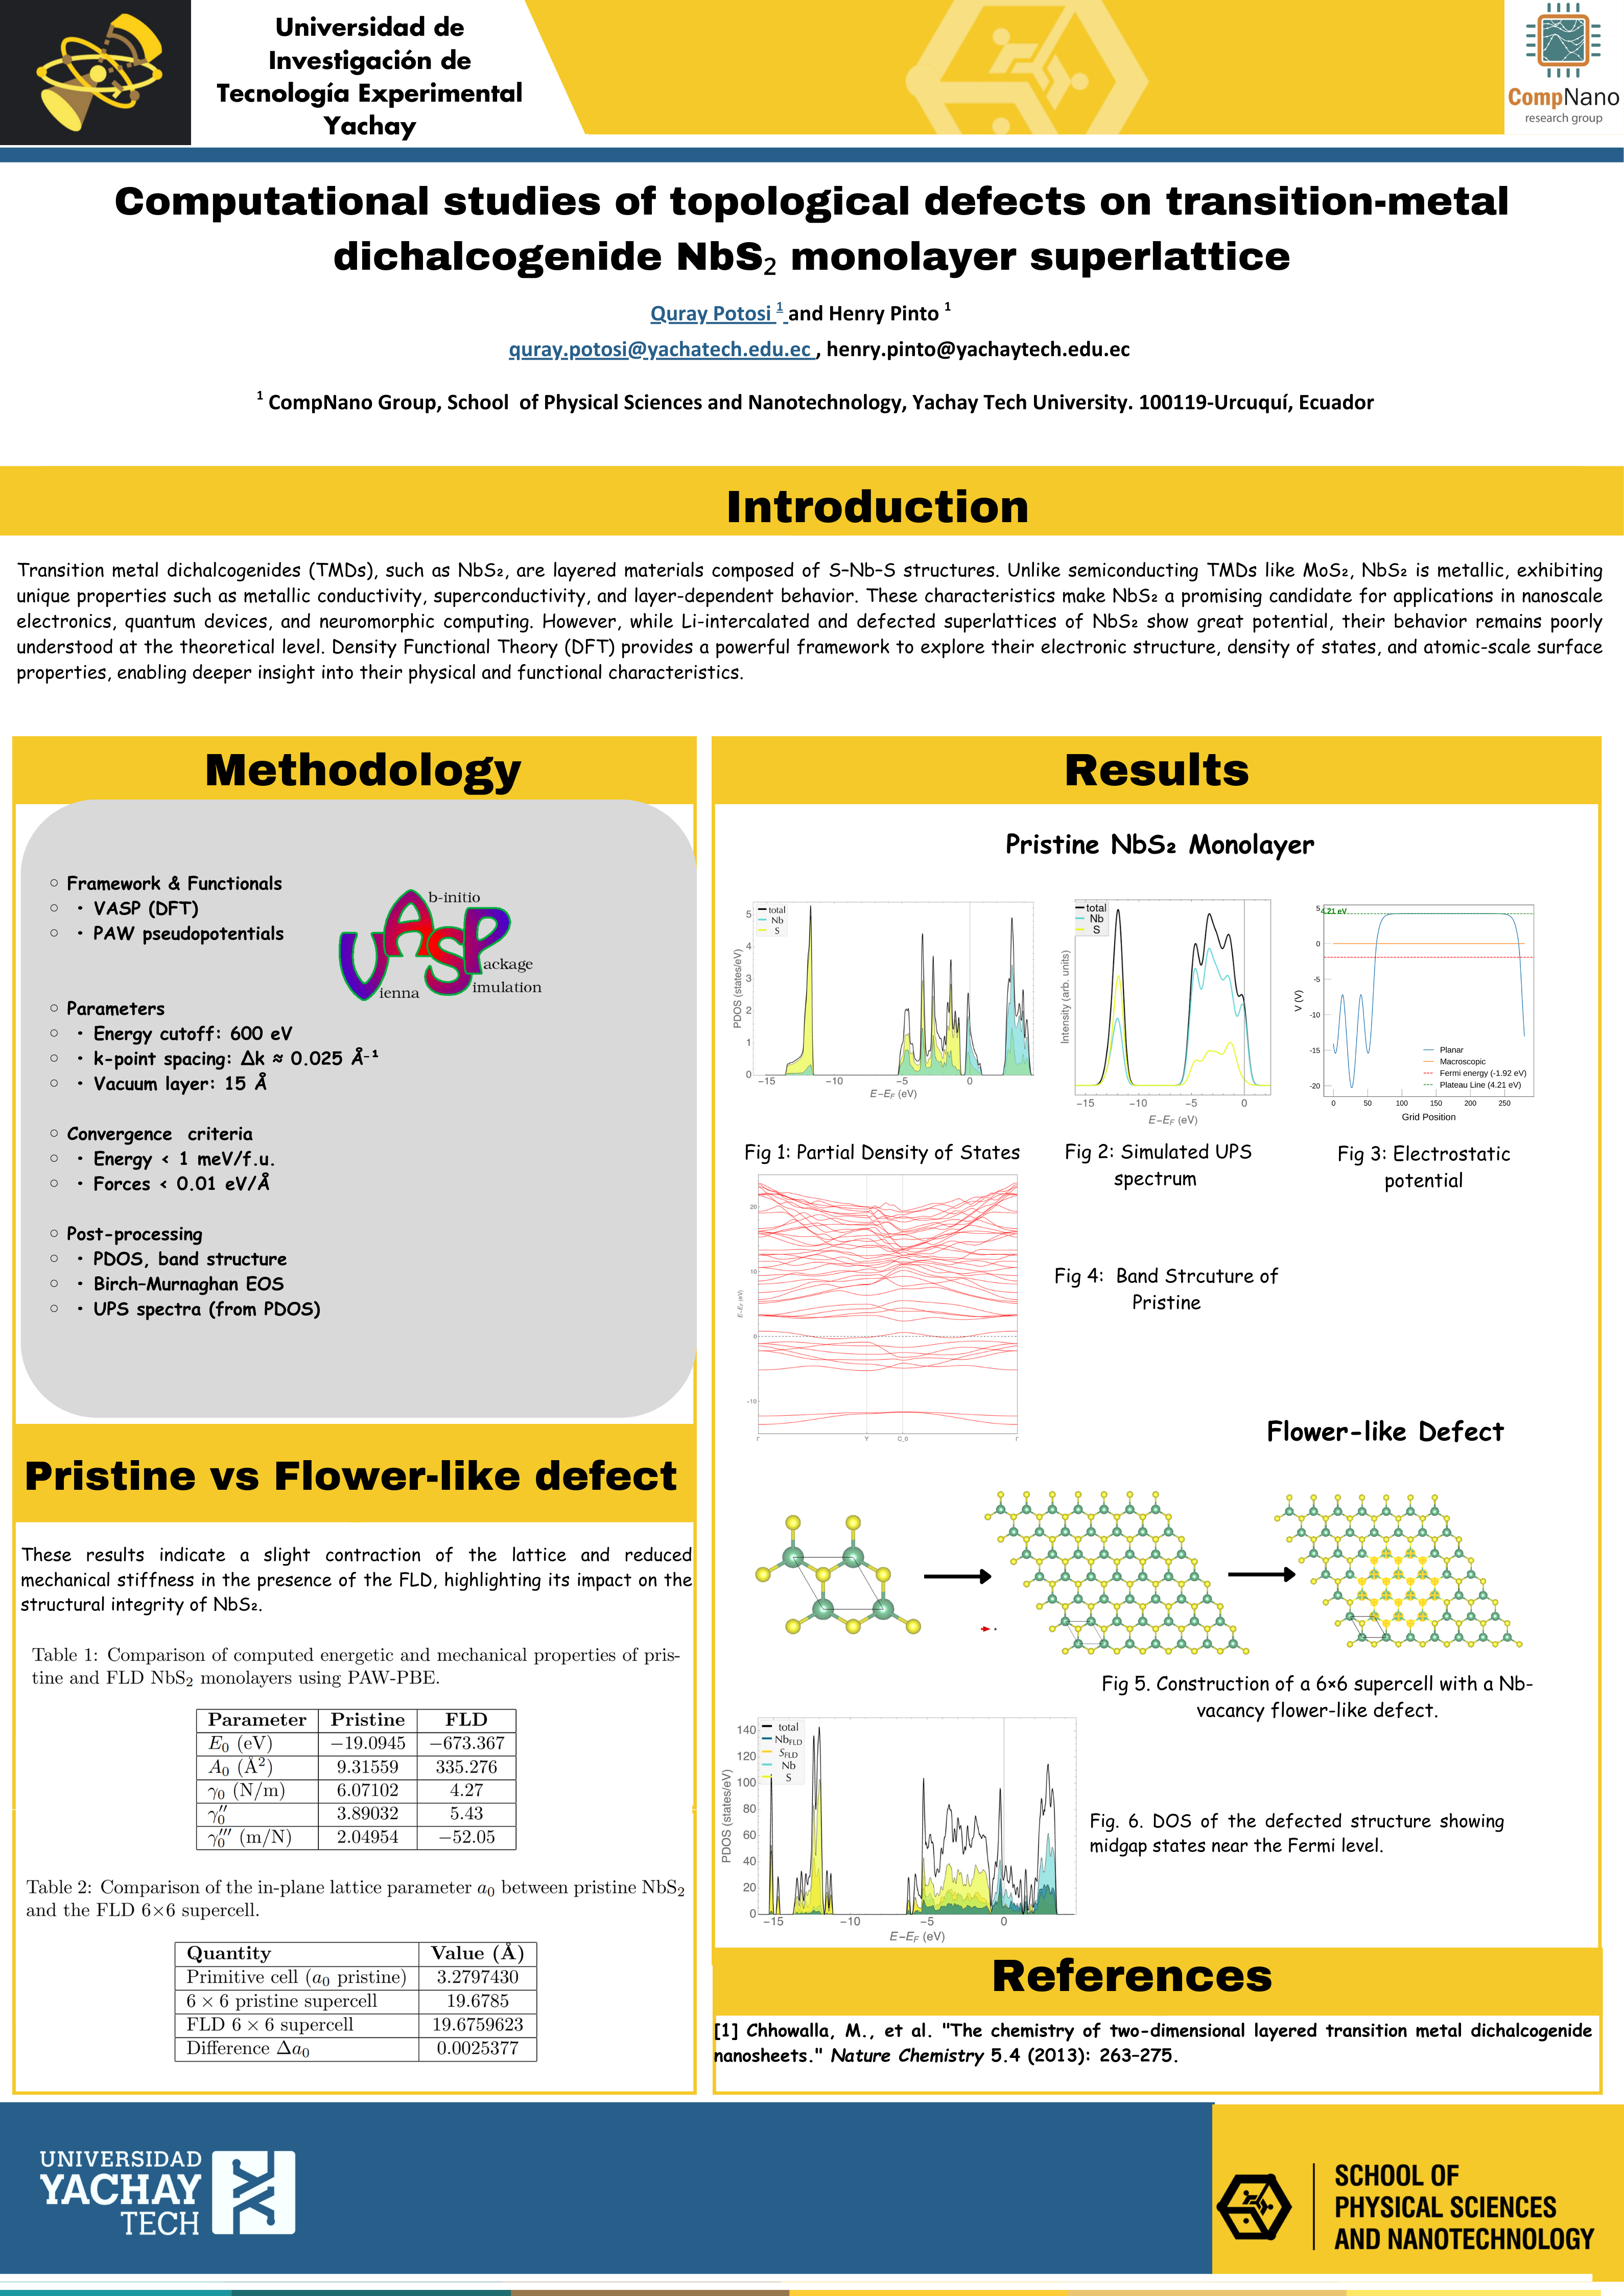 Universidad de
Investigación de
Tecnología Experimental
Yachay
CompNano
research group
Computational studies of topological defects on transition-metal
dichalcogenide NbS₂ monolayer superlattice
Quray Potosi ¹ and Henry Pinto ¹
quray.potosi@yachatech.edu.ec , henry.pinto@yachaytech.edu.ec
¹ CompNano Group, School of Physical Sciences and Nanotechnology, Yachay Tech University. 100119-Urcuquí, Ecuador
Introduction
Transition metal dichalcogenides (TMDs), such as NbS₂, are layered materials composed of S–Nb–S structures. Unlike semiconducting TMDs like MoS₂, NbS₂ is metallic, exhibiting
unique properties such as metallic conductivity, superconductivity, and layer-dependent behavior. These characteristics make NbS₂ a promising candidate for applications in nanoscale
electronics, quantum devices, and neuromorphic computing. However, while Li-intercalated and defected superlattices of NbS₂ show great potential, their behavior remains poorly
understood at the theoretical level. Density Functional Theory (DFT) provides a powerful framework to explore their electronic structure, density of states, and atomic-scale surface
properties, enabling deeper insight into their physical and functional characteristics.
Methodology
○ Framework & Functionals
○ • VASP (DFT)
○ • PAW pseudopotentials
VASP
b-initio
ackage
imulation
ienna
○ Parameters
○ • Energy cutoff: 600 eV
○ • k-point spacing: Δk ≈ 0.025 Å⁻¹
○ • Vacuum layer: 15 Å
○ Convergence criteria
○ • Energy < 1 meV/f.u.
○ • Forces < 0.01 eV/Å
○ Post-processing
○ • PDOS, band structure
○ • Birch–Murnaghan EOS
○ • UPS spectra (from PDOS)
Pristine vs Flower-like defect
These results indicate a slight contraction of the lattice and reduced
mechanical stiffness in the presence of the FLD, highlighting its impact on the
structural integrity of NbS₂.
Table 1: Comparison of computed energetic and mechanical properties of pris-
tine and FLD NbS₂ monolayers using PAW-PBE.
Parameter Pristine FLD
E₀ (eV) −19.0945 −673.367
A₀ (Å²) 9.31559 335.276
γ₀ (N/m) 6.07102 4.27
γ₀″ 3.89032 5.43
γ₀‴ (m/N) 2.04954 −52.05
Table 2: Comparison of the in-plane lattice parameter a₀ between pristine NbS₂
and the FLD 6×6 supercell.
Quantity Value (Å)
Primitive cell (a₀ pristine) 3.2797430
6 × 6 pristine supercell 19.6785
FLD 6 × 6 supercell 19.6759623
Difference Δa₀ 0.0025377
Results
Pristine NbS₂ Monolayer
total
Nb
S
5
4
3
2
1
0
PDOS (states/eV)
−15 −10 −5 0
E−E_F (eV)
Fig 1: Partial Density of States
total
Nb
S
Intensity (arb. units)
−15 −10 −5 0
E−E_F (eV)
Fig 2: Simulated UPS
spectrum
4.21 eV
5
0
-5
-10
-15
-20
V (V)
Planar
Macroscopic
Fermi energy (-1.92 eV)
Plateau Line (4.21 eV)
0 50 100 150 200 250
Grid Position
Fig 3: Electrostatic
potential
20
10
0
-10
E−E_F (eV)
Γ Y C_0 Γ
Fig 4: Band Strcuture of
Pristine
Flower-like Defect
Fig 5. Construction of a 6×6 supercell with a Nb-
vacancy flower-like defect.
total
Nb_FLD
S_FLD
Nb
S
140
120
100
80
60
40
20
0
PDOS (states/eV)
−15 −10 −5 0
E−E_F (eV)
Fig. 6. DOS of the defected structure showing
midgap states near the Fermi level.
References
[1] Chhowalla, M., et al. "The chemistry of two-dimensional layered transition metal dichalcogenide
nanosheets." Nature Chemistry 5.4 (2013): 263–275.
UNIVERSIDAD
YACHAY
TECH
SCHOOL OF
PHYSICAL SCIENCES
AND NANOTECHNOLOGY